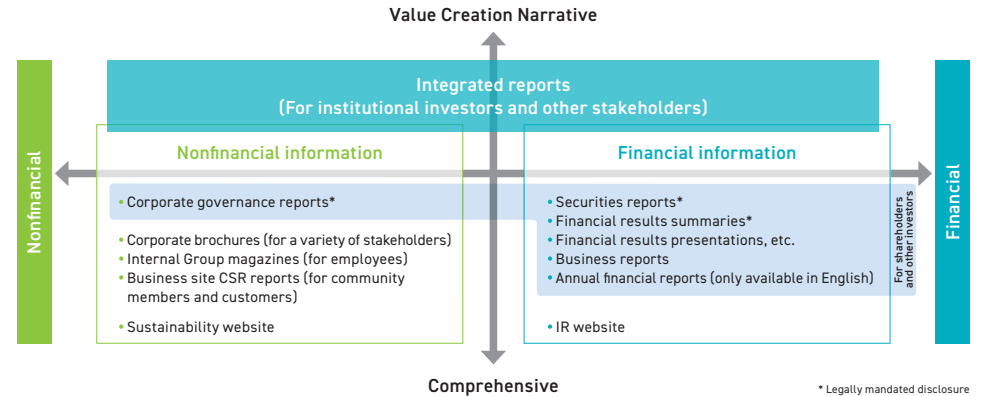 Value Creation Narrative
Integrated reports
(For institutional investors and other stakeholders)
Nonfinancial
Nonfinancial information
• Corporate governance reports*
• Corporate brochures (for a variety of stakeholders)
• Internal Group magazines (for employees)
• Business site CSR reports (for community
members and customers)
• Sustainability website
Financial information
• Securities reports*
• Financial results summaries*
• Financial results presentations, etc.
• Business reports
• Annual financial reports (only available in English)
• IR website
For shareholders
and other investors
Financial
Comprehensive
* Legally mandated disclosure